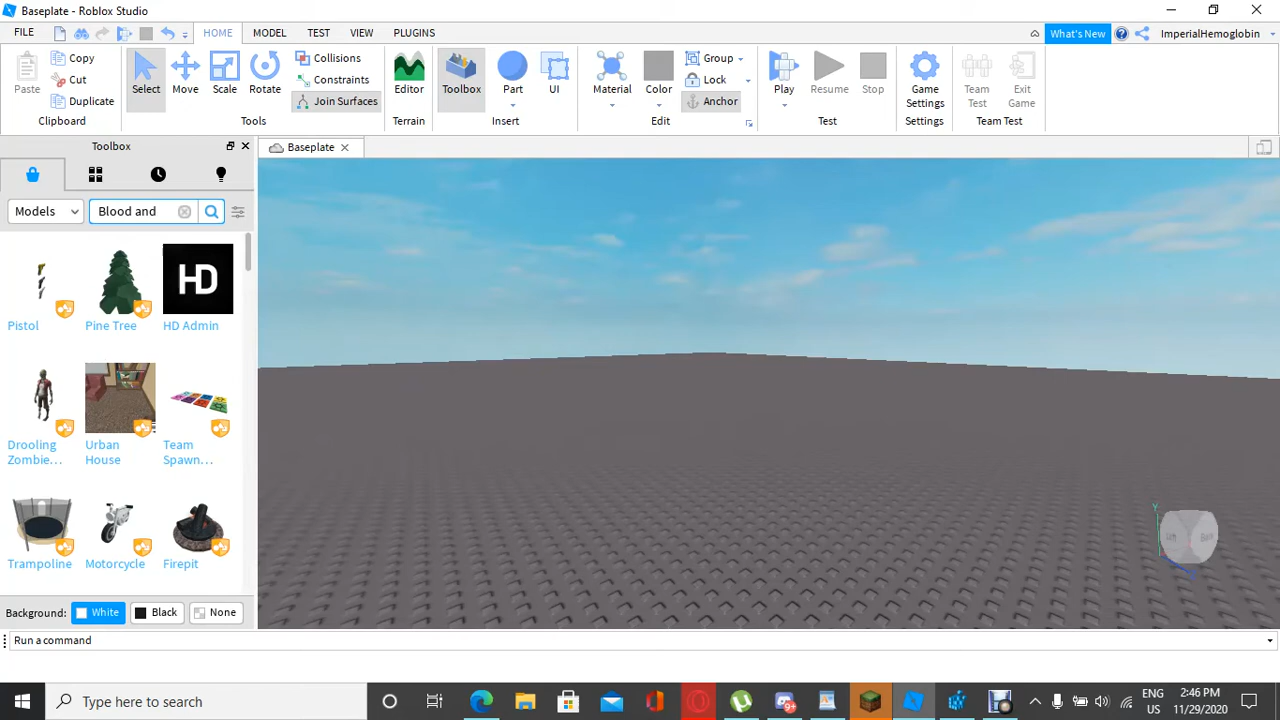 Baseplate - Roblox Studio
FILE HOME MODEL TEST VIEW PLUGINS What's New ImperialHemoglobin
Paste Copy Cut Duplicate Clipboard
Select Move Scale Rotate Collisions Constraints Join Surfaces Tools
Editor Terrain
Toolbox Part UI Insert
Material Color Group Lock Anchor Edit
Play Resume Stop Test
Game Settings Settings
Team Test Exit Game Team Test
Toolbox
Baseplate
Models Blood and
HD
Pistol Pine Tree HD Admin
Drooling Zombie... Urban House Team Spawn...
Trampoline Motorcycle Firepit
Y
Background: White Black None
Run a command
Type here to search
9+
ENG
US
2:46 PM
11/29/2020